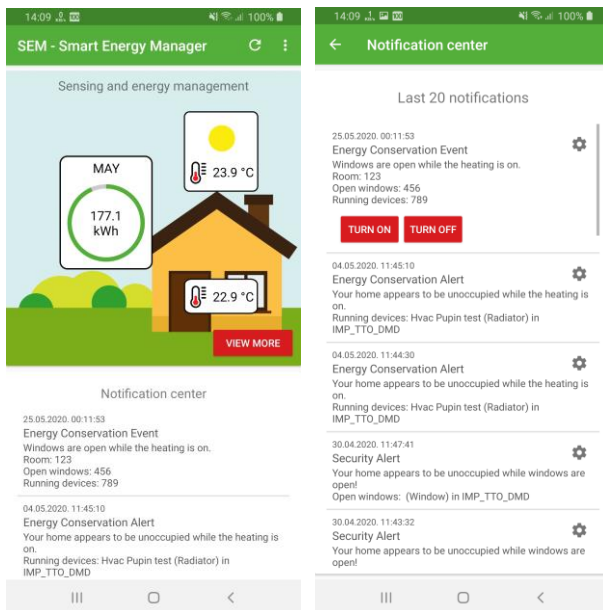 14:09 100%
SEM - Smart Energy Manager
Sensing and energy management
23.9 °C
MAY
177.1
kWh
22.9 °C
VIEW MORE
Notification center
25.05.2020. 00:11:53
Energy Conservation Event
Windows are open while the heating is on.
Room: 123
Open windows: 456
Running devices: 789
04.05.2020. 11:45:10
Energy Conservation Alert
Your home appears to be unoccupied while the heating is
on.
Running devices: Hvac Pupin test (Radiator) in
IMP_TTO_DMD
14:09 100%
Notification center
Last 20 notifications
25.05.2020. 00:11:53
Energy Conservation Event
Windows are open while the heating is on.
Room: 123
Open windows: 456
Running devices: 789
TURN ON TURN OFF
04.05.2020. 11:45:10
Energy Conservation Alert
Your home appears to be unoccupied while the heating is
on.
Running devices: Hvac Pupin test (Radiator) in
IMP_TTO_DMD
04.05.2020. 11:44:30
Energy Conservation Alert
Your home appears to be unoccupied while the heating is
on.
Running devices: Hvac Pupin test (Radiator) in
IMP_TTO_DMD
30.04.2020. 11:47:41
Security Alert
Your home appears to be unoccupied while windows are
open!
Open windows: (Window) in IMP_TTO_DMD
30.04.2020. 11:43:32
Security Alert
Your home appears to be unoccupied while windows are
open!